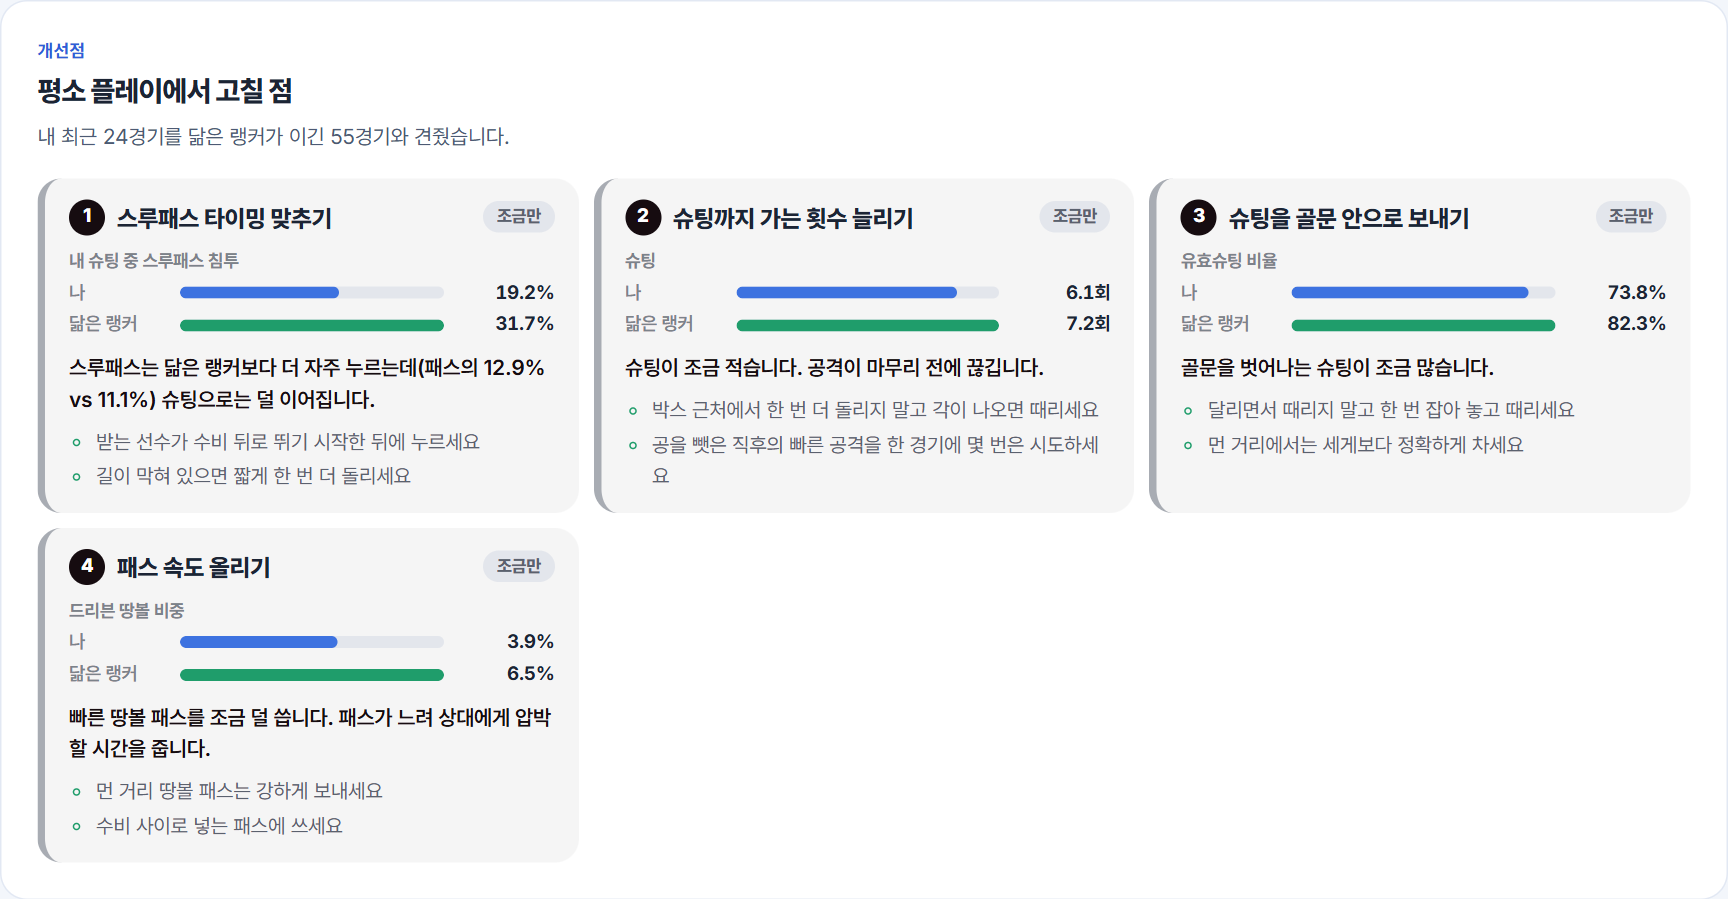 개선점
평소 플레이에서 고칠 점
내 최근 24경기를 닮은 랭커가 이긴 55경기와 견줬습니다.
1 스루패스 타이밍 맞추기 조금만
내 슈팅 중 스루패스 침투
나 19.2%
닮은 랭커 31.7%
스루패스는 닮은 랭커보다 더 자주 누르는데(패스의 12.9%
vs 11.1%) 슈팅으로는 덜 이어집니다.
받는 선수가 수비 뒤로 뛰기 시작한 뒤에 누르세요
길이 막혀 있으면 짧게 한 번 더 돌리세요
2 슈팅까지 가는 횟수 늘리기 조금만
슈팅
나 6.1회
닮은 랭커 7.2회
슈팅이 조금 적습니다. 공격이 마무리 전에 끊깁니다.
박스 근처에서 한 번 더 돌리지 말고 각이 나오면 때리세요
공을 뺏은 직후의 빠른 공격을 한 경기에 몇 번은 시도하세
요
3 슈팅을 골문 안으로 보내기 조금만
유효슈팅 비율
나 73.8%
닮은 랭커 82.3%
골문을 벗어나는 슈팅이 조금 많습니다.
달리면서 때리지 말고 한 번 잡아 놓고 때리세요
먼 거리에서는 세게보다 정확하게 차세요
4 패스 속도 올리기 조금만
드리븐 땅볼 비중
나 3.9%
닮은 랭커 6.5%
빠른 땅볼 패스를 조금 덜 씁니다. 패스가 느려 상대에게 압박
할 시간을 줍니다.
먼 거리 땅볼 패스는 강하게 보내세요
수비 사이로 넣는 패스에 쓰세요